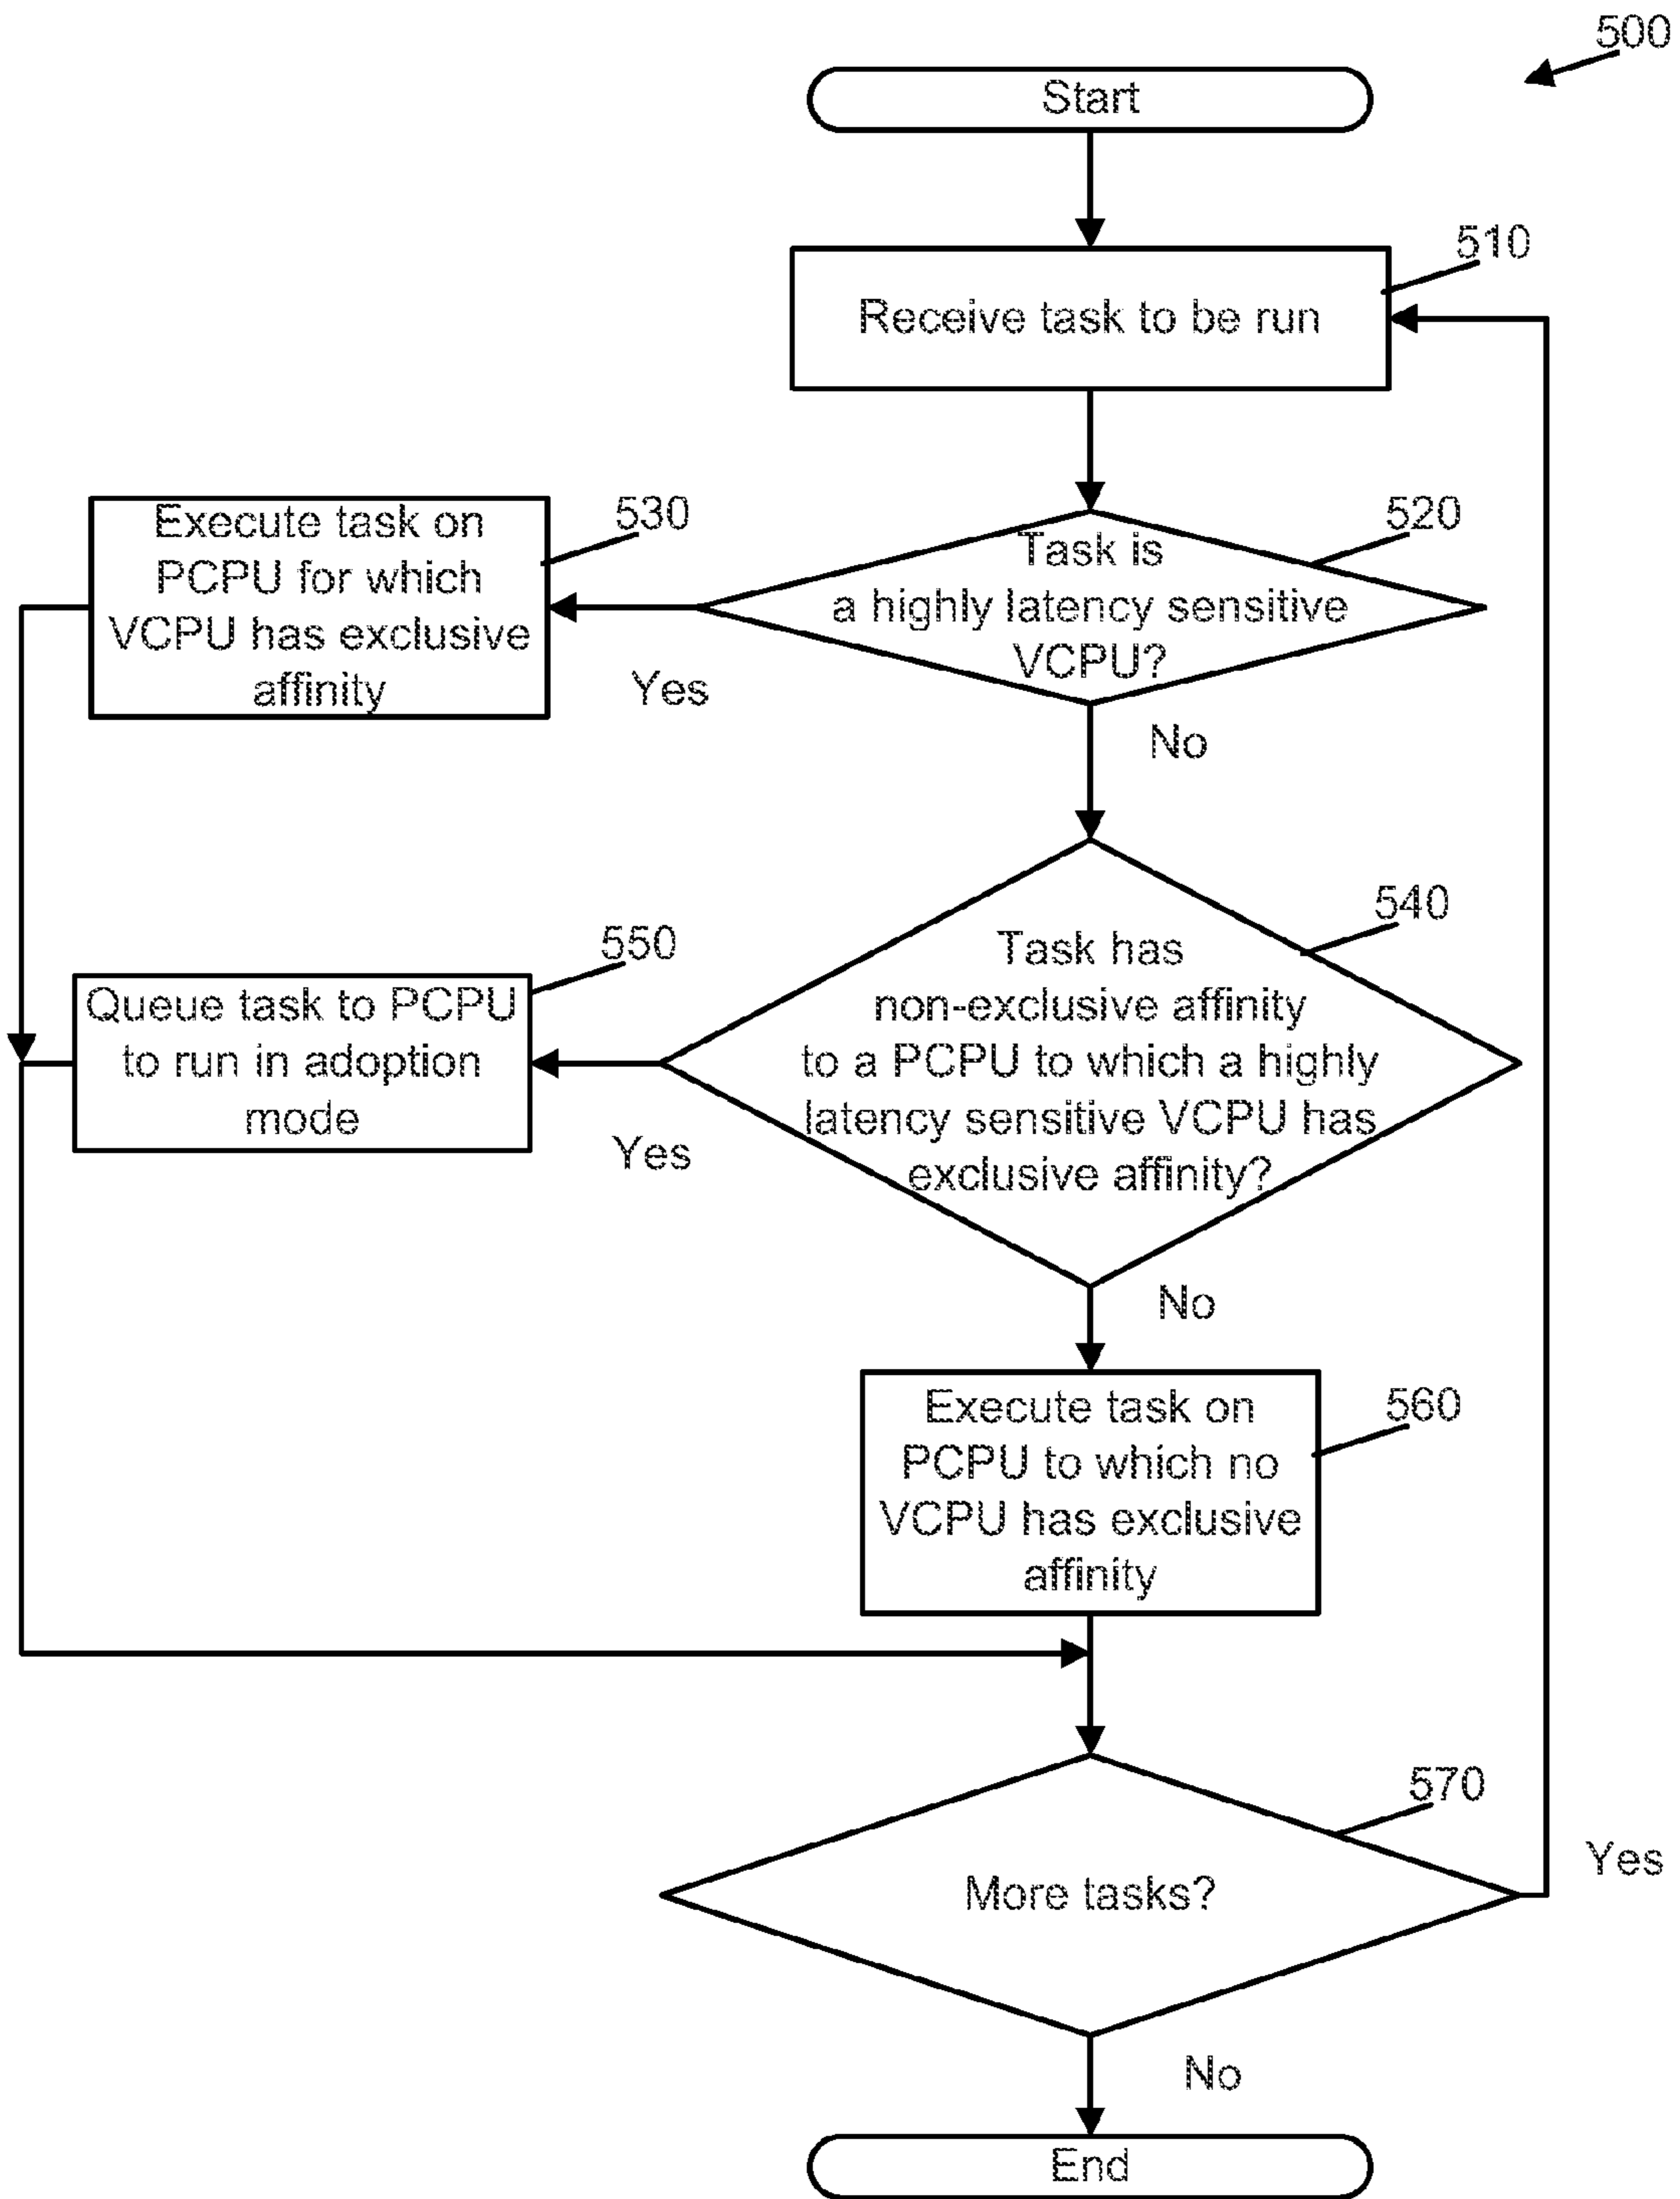 500
Start
510
Receive task to be run
520
Task is
a highly latency sensitive
VCPU?
530
Execute task on
PCPU for which
VCPU has exclusive
affinity
Yes
No
540
Task has
non-exclusive affinity
to a PCPU to which a highly
latency sensitive VCPU has
exclusive affinity?
550
Queue task to PCPU
to run in adoption
mode
Yes
No
560
Execute task on
PCPU to which no
VCPU has exclusive
affinity
570
More tasks?
Yes
No
End